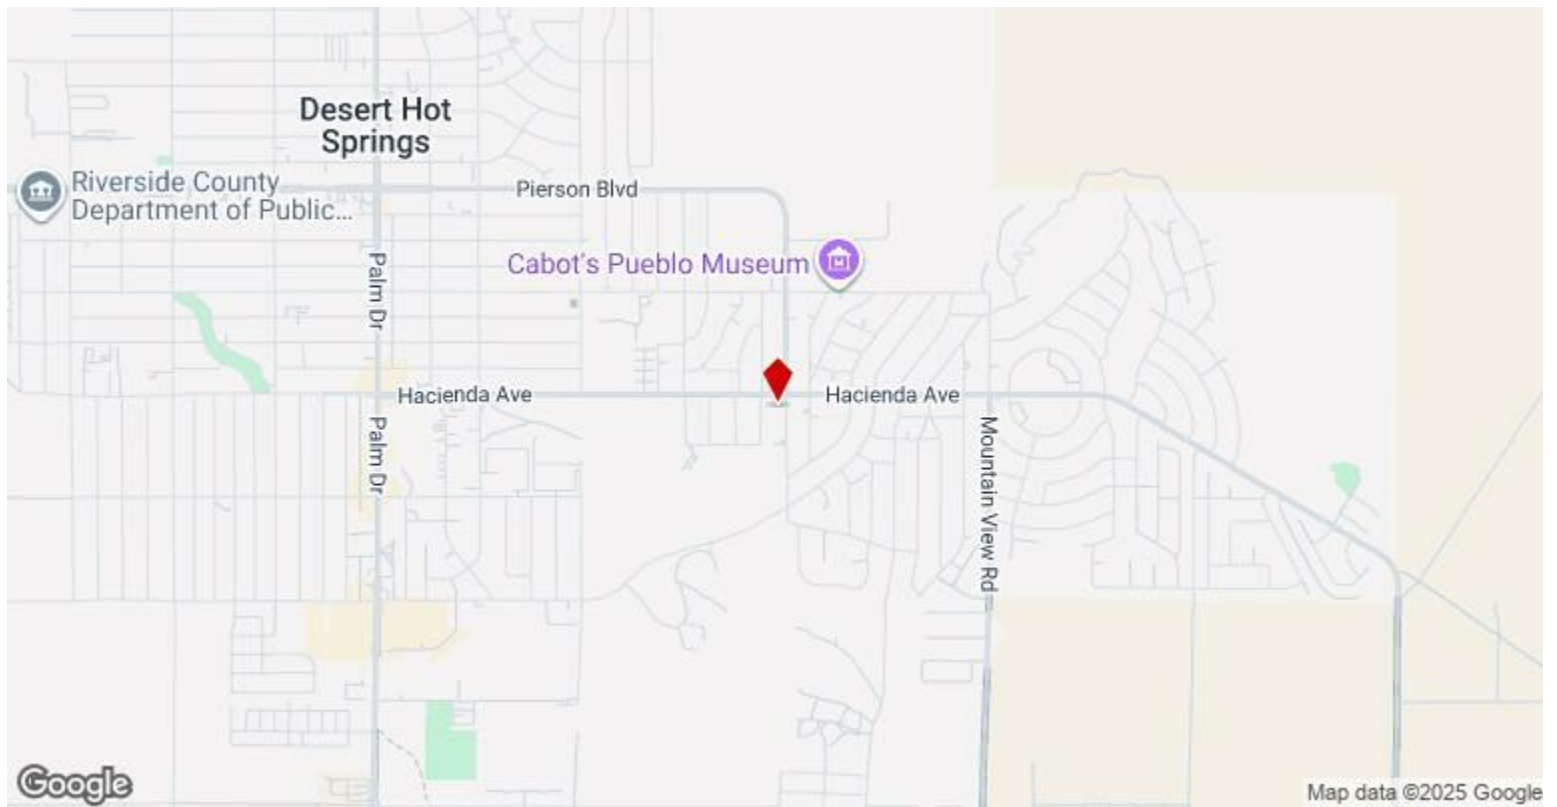 Desert Hot
Springs
Riverside County
Department of Public...
Pierson Blvd
Cabot's Pueblo Museum
Palm Dr
Hacienda Ave
Hacienda Ave
Palm Dr
Mountain View Rd
Google
Map data ©2025 Google